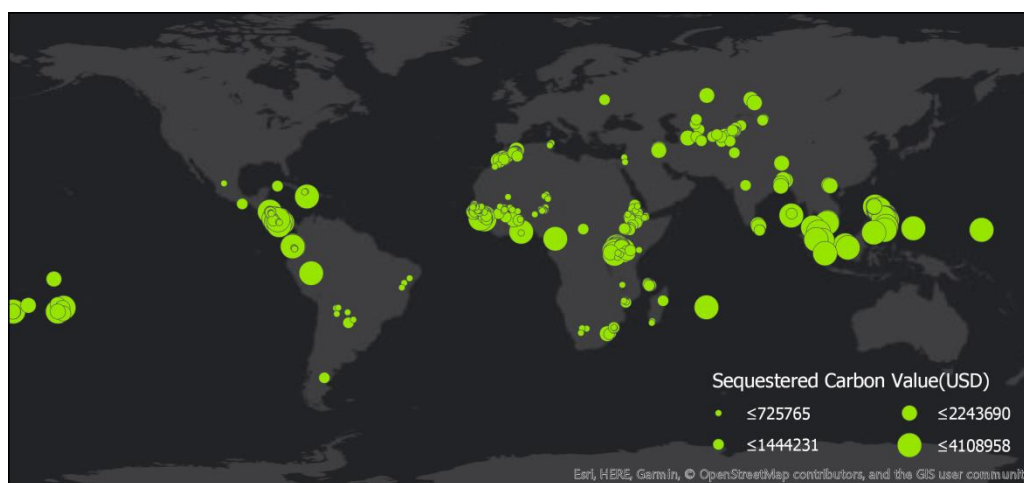 Sequestered Carbon Value(USD)
≤725765 ≤2243690
≤1444231 ≤4108958
Esri, HERE, Garmin, © OpenStreetMap contributors, and the GIS user communit